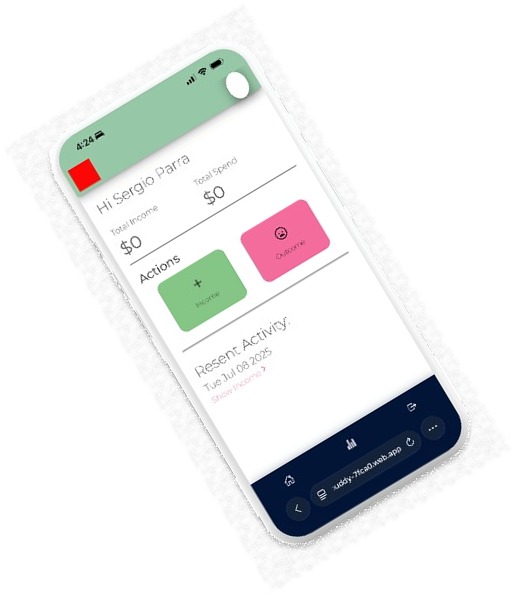 4:24
Hi Sergio Parra
Total Income
Total Spend
$0
$0
Actions
+
Income
Outcome
Resent Activity:
Tue Jul 08 2025
Show Income >
:uddy-7fca0.web.app